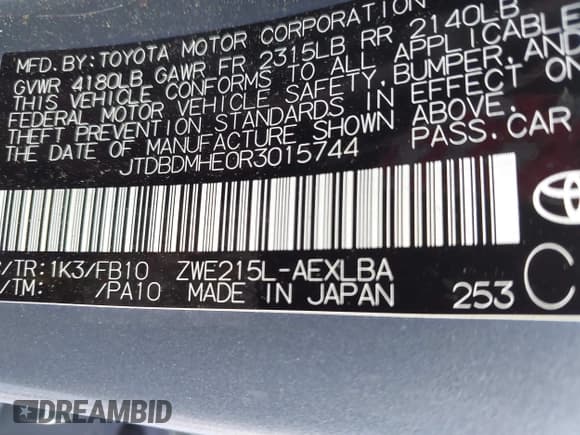 MFD. BY: TOYOTA MOTOR CORPORATION
GVWR 4180LB GAWR FR 2315LB RR 2140LB
THIS VEHICLE CONFORMS TO ALL APPLICABLE
FEDERAL MOTOR VEHICLE SAFETY, BUMPER, AND
THEFT PREVENTION STANDARDS IN EFFECT ON
THE DATE OF MANUFACTURE SHOWN ABOVE.
JTDBDMHE0R3015744 PASS. CAR
/TR: 1K3/FB10 ZWE215L-AEXLBA
/TM: /PA10 MADE IN JAPAN 253 C
DREAMBID